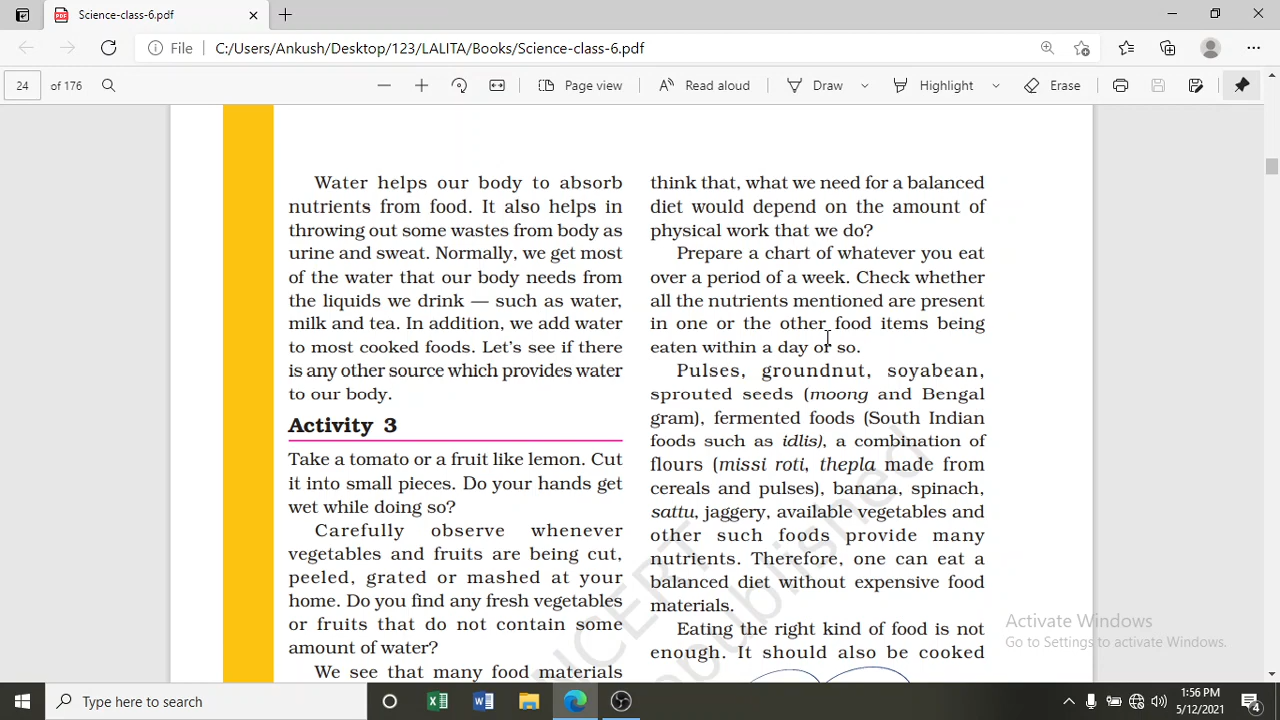 Science-class-6.pdf
File C:/Users/Ankush/Desktop/123/LALITA/Books/Science-class-6.pdf
24 of 176 Page view Read aloud Draw Highlight Erase
Water helps our body to absorb
nutrients from food. It also helps in
throwing out some wastes from body as
urine and sweat. Normally, we get most
of the water that our body needs from
the liquids we drink — such as water,
milk and tea. In addition, we add water
to most cooked foods. Let's see if there
is any other source which provides water
to our body.
Activity 3
Take a tomato or a fruit like lemon. Cut
it into small pieces. Do your hands get
wet while doing so?
Carefully observe whenever
vegetables and fruits are being cut,
peeled, grated or mashed at your
home. Do you find any fresh vegetables
or fruits that do not contain some
amount of water?
We see that many food materials
think that, what we need for a balanced
diet would depend on the amount of
physical work that we do?
Prepare a chart of whatever you eat
over a period of a week. Check whether
all the nutrients mentioned are present
in one or the other food items being
eaten within a day or so.
Pulses, groundnut, soyabean,
sprouted seeds (moong and Bengal
gram), fermented foods (South Indian
foods such as idlis), a combination of
flours (missi roti, thepla made from
cereals and pulses), banana, spinach,
sattu, jaggery, available vegetables and
other such foods provide many
nutrients. Therefore, one can eat a
balanced diet without expensive food
materials.
Eating the right kind of food is not
enough. It should also be cooked
NCERT
republished
Activate Windows
Go to Settings to activate Windows.
Type here to search
1:56 PM
5/12/2021
4